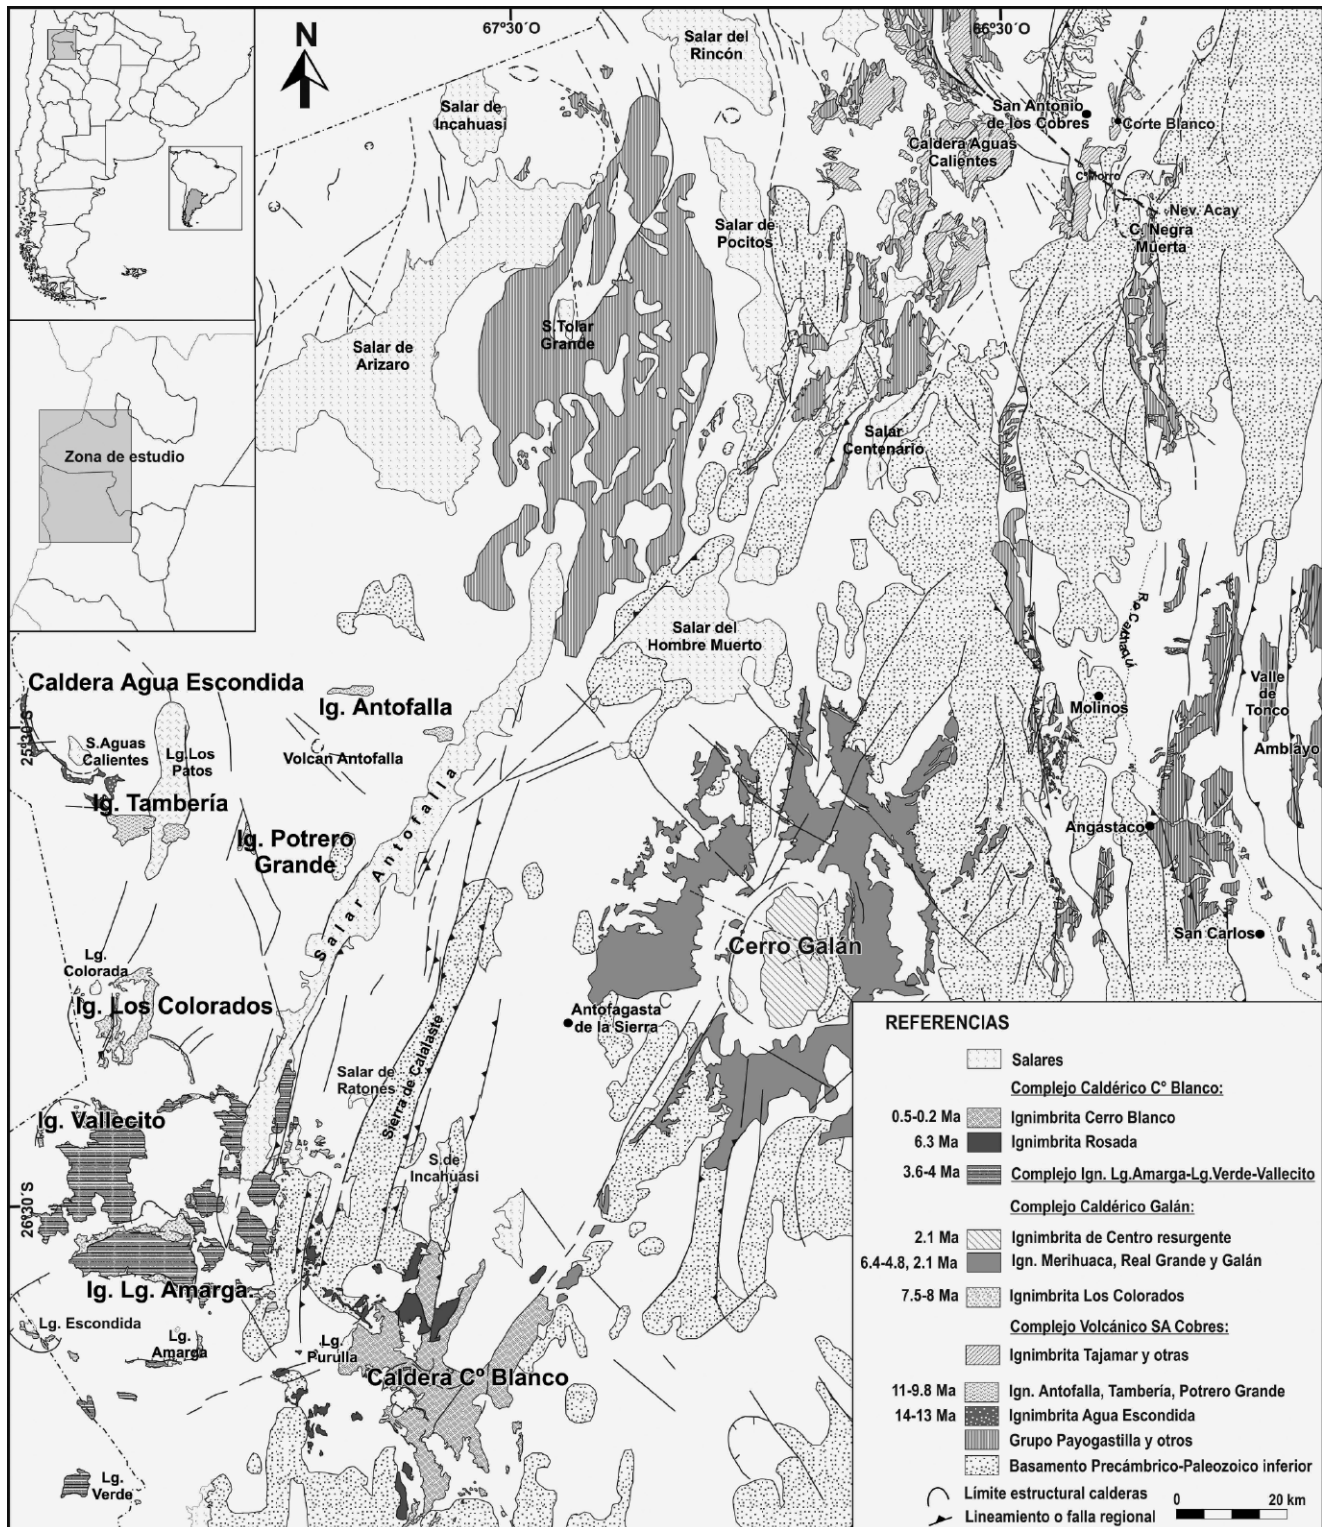 67º30´O
66º30´O
N
Salar del
Rincón
Salar de
Incahuasi
San Antonio
de los Cobres
Corte Blanco
Caldera Aguas
Calientes
CºMorro
Nev. Acay
C. Negra
Muerta
Salar de
Pocitos
S.Tolar
Grande
Salar de
Arizaro
Salar
Centenario
Zona de estudio
Río Calchaquí
Salar del
Hombre Muerto
Caldera Agua Escondida
Ig. Antofalla
Valle
de
Tonco
Molinos
25º30´S
S.Aguas
Calientes
Lg.Los
Patos
Volcán Antofalla
Amblayo
Ig. Tambería
Ig. Potrero
Grande
Salar Antofalla
Angastaco
San Carlos
Cerro Galán
Lg.
Colorada
Ig. Los Colorados
Antofagasta
de la Sierra
C
Salar de
Ratones
Sierra de Calalaste
Ig. Vallecito
S.de
Incahuasi
26º30´S
Ig. Lg. Amarga.
Lg. Escondida
Lg.
Amarga
Lg.
Purulla
Caldera Cº Blanco
Lg.
Verde
REFERENCIAS
Salares
Complejo Caldérico Cº Blanco:
0.5-0.2 Ma Ignimbrita Cerro Blanco
6.3 Ma Ignimbrita Rosada
3.6-4 Ma Complejo Ign. Lg.Amarga-Lg.Verde-Vallecito
Complejo Caldérico Galán:
2.1 Ma Ignimbrita de Centro resurgente
6.4-4.8, 2.1 Ma Ign. Merihuaca, Real Grande y Galán
7.5-8 Ma Ignimbrita Los Colorados
Complejo Volcánico SA Cobres:
Ignimbrita Tajamar y otras
11-9.8 Ma Ign. Antofalla, Tambería, Potrero Grande
14-13 Ma Ignimbrita Agua Escondida
Grupo Payogastilla y otros
Basamento Precámbrico-Paleozoico inferior
Límite estructural calderas
Lineamiento o falla regional
0 20 km